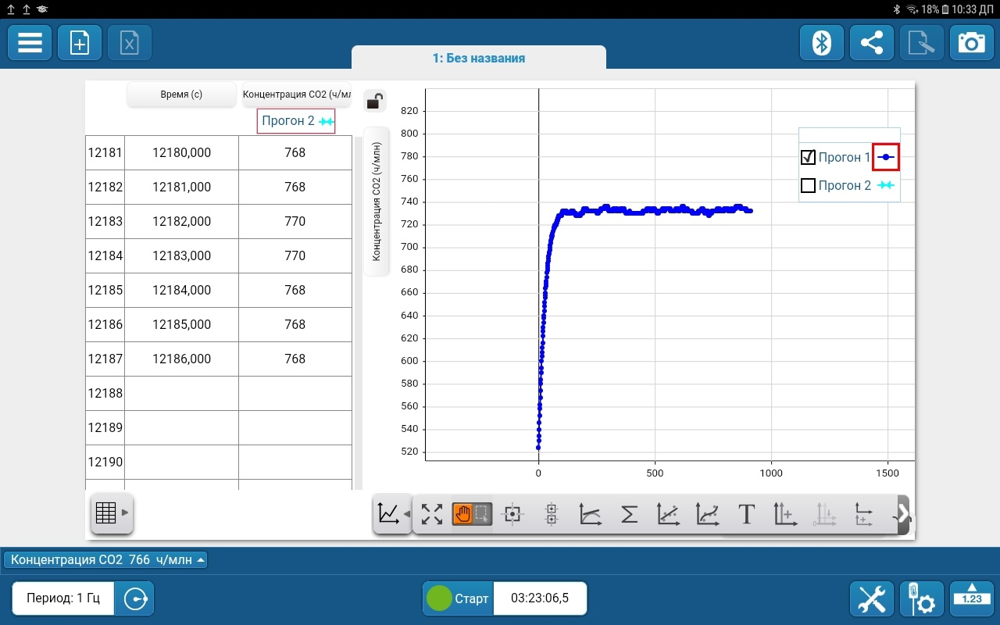 18% 10:33 ДП
1: Без названия
Время (с)
Концентрация CO2 (ч/мл
Прогон 2
12181 12180,000 768
12182 12181,000 768
12183 12182,000 770
12184 12183,000 770
12185 12184,000 768
12186 12185,000 768
12187 12186,000 768
12188
12189
12190
Концентрация CO2 (ч/млн)
820
800
780
760
740
720
700
680
660
640
620
600
580
560
540
520
0 500 1000 1500
Прогон 1
Прогон 2
Σ
T
0
Концентрация CO2 766 ч/млн
Период: 1 Гц
Старт
03:23:06,5
1.23